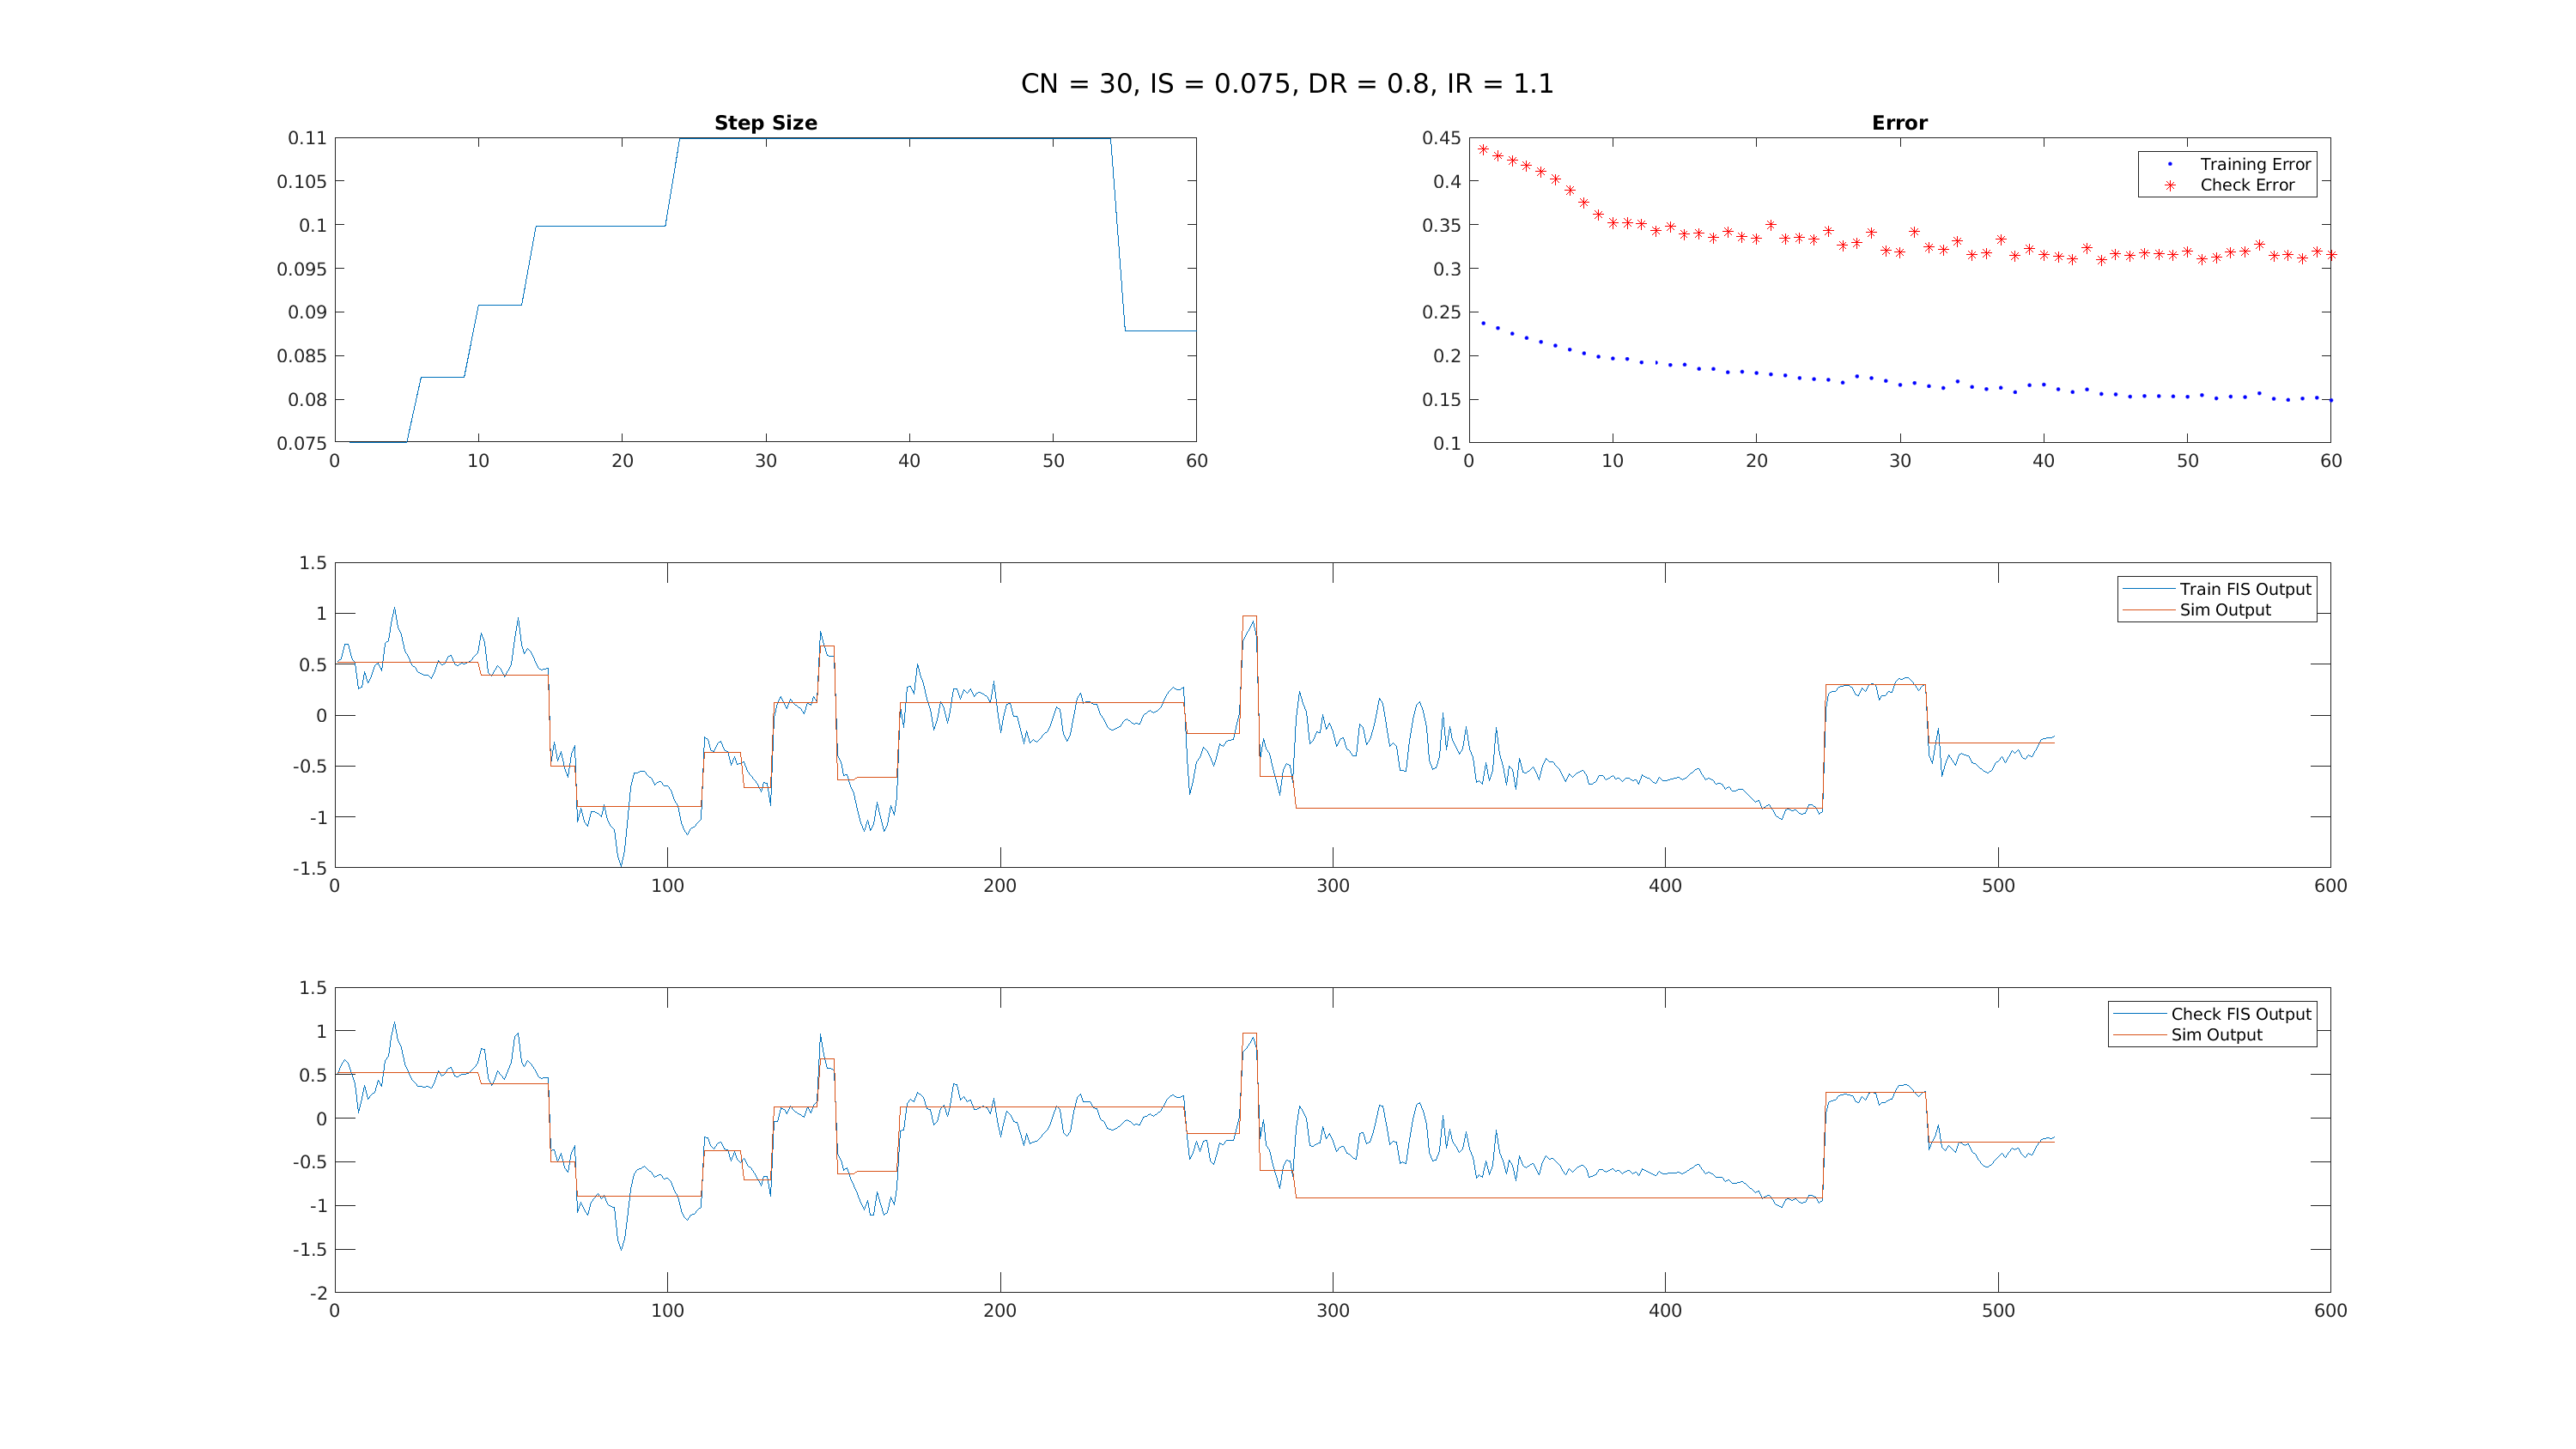 CN = 30, IS = 0.075, DR = 0.8, IR = 1.1
Step Size
0.11
0.105
0.1
0.095
0.09
0.085
0.08
0.075
0 10 20 30 40 50 60
Error
0.45
0.4
0.35
0.3
0.25
0.2
0.15
0.1
0 10 20 30 40 50 60
Training Error
Check Error
1.5
1
0.5
0
-0.5
-1
-1.5
0 100 200 300 400 500 600
Train FIS Output
Sim Output
1.5
1
0.5
0
-0.5
-1
-1.5
-2
0 100 200 300 400 500 600
Check FIS Output
Sim Output